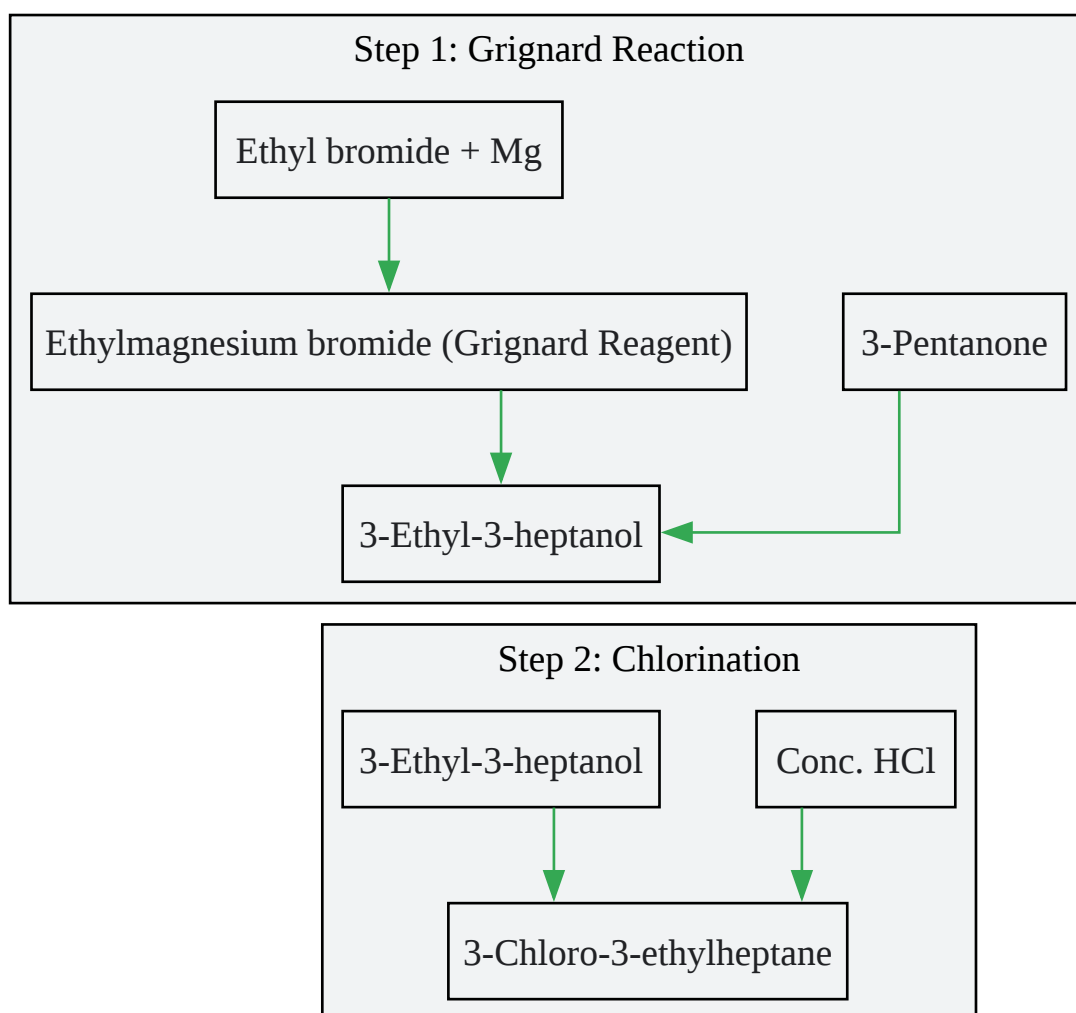 Step 1: Grignard Reaction
Ethyl bromide + Mg
Ethylmagnesium bromide (Grignard Reagent)
3-Pentanone
3-Ethyl-3-heptanol
Step 2: Chlorination
3-Ethyl-3-heptanol
Conc. HCl
3-Chloro-3-ethylheptane